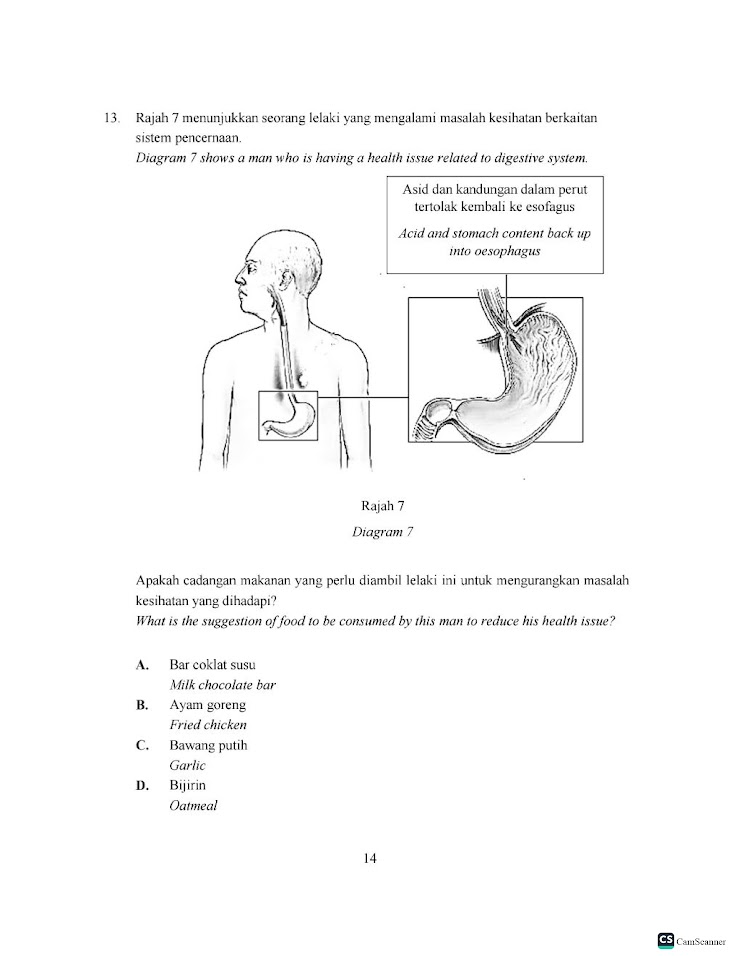 13. Rajah 7 menunjukkan seorang lelaki yang mengalami masalah kesihatan berkaitan
sistem pencernaan.
Diagram 7 shows a man who is having a health issue related to digestive system.
Asid dan kandungan dalam perut
tertolak kembali ke esofagus
Acid and stomach content back up
into oesophagus
Rajah 7
Diagram 7
Apakah cadangan makanan yang perlu diambil lelaki ini untuk mengurangkan masalah
kesihatan yang dihadapi?
What is the suggestion of food to be consumed by this man to reduce his health issue?
A. Bar coklat susu
Milk chocolate bar
B. Ayam goreng
Fried chicken
C. Bawang putih
Garlic
D. Bijirin
Oatmeal
14
CS CamScanner